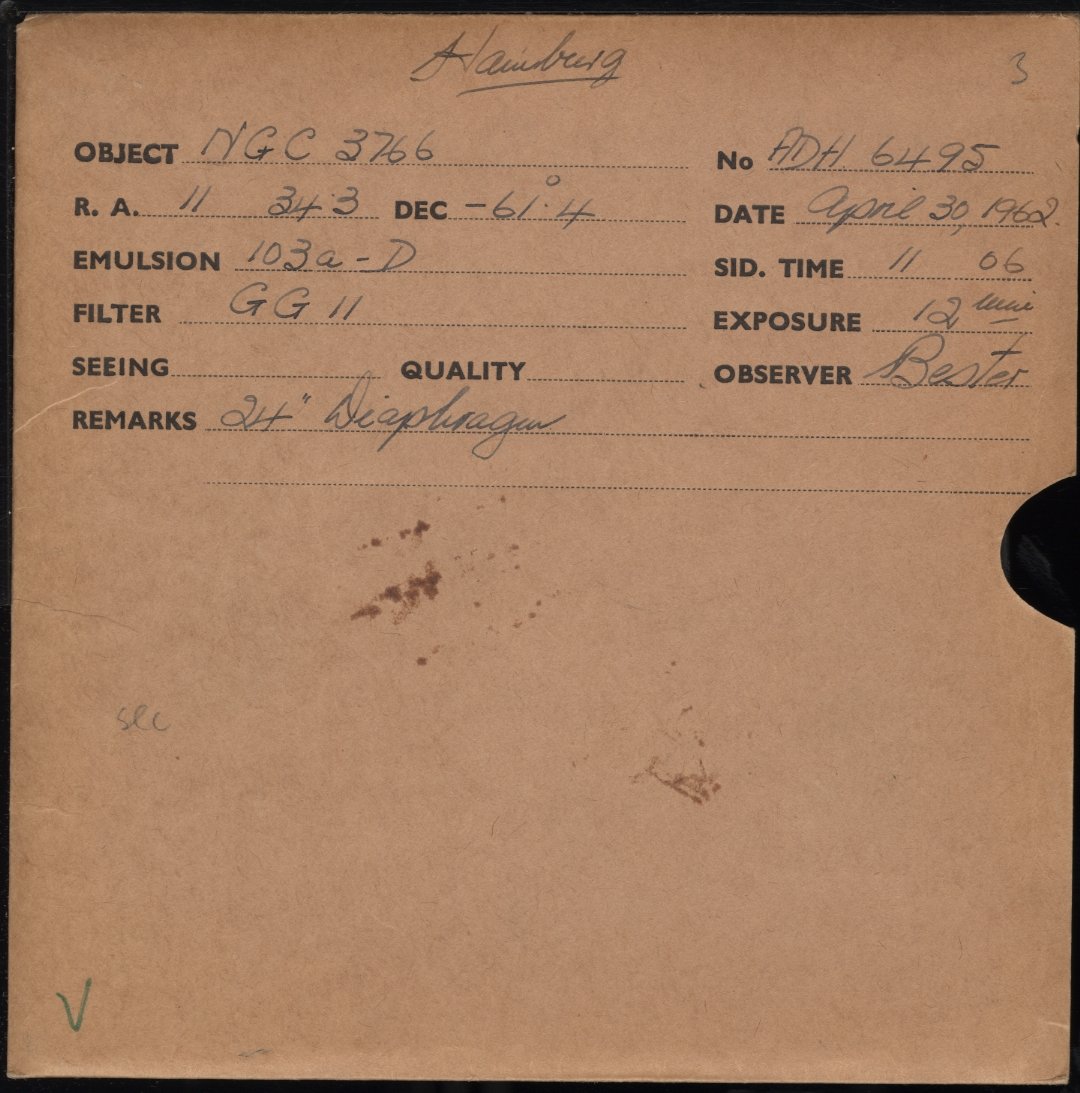 Hamburg
3
OBJECT NGC 3766 No ADH 6495
R. A. 11 34.3 DEC -61°.4 DATE April 30, 1962.
EMULSION 103a-D SID. TIME 11 06
FILTER GG 11 EXPOSURE 12 min
SEEING QUALITY OBSERVER Bester
REMARKS 24" Diaphragm
V